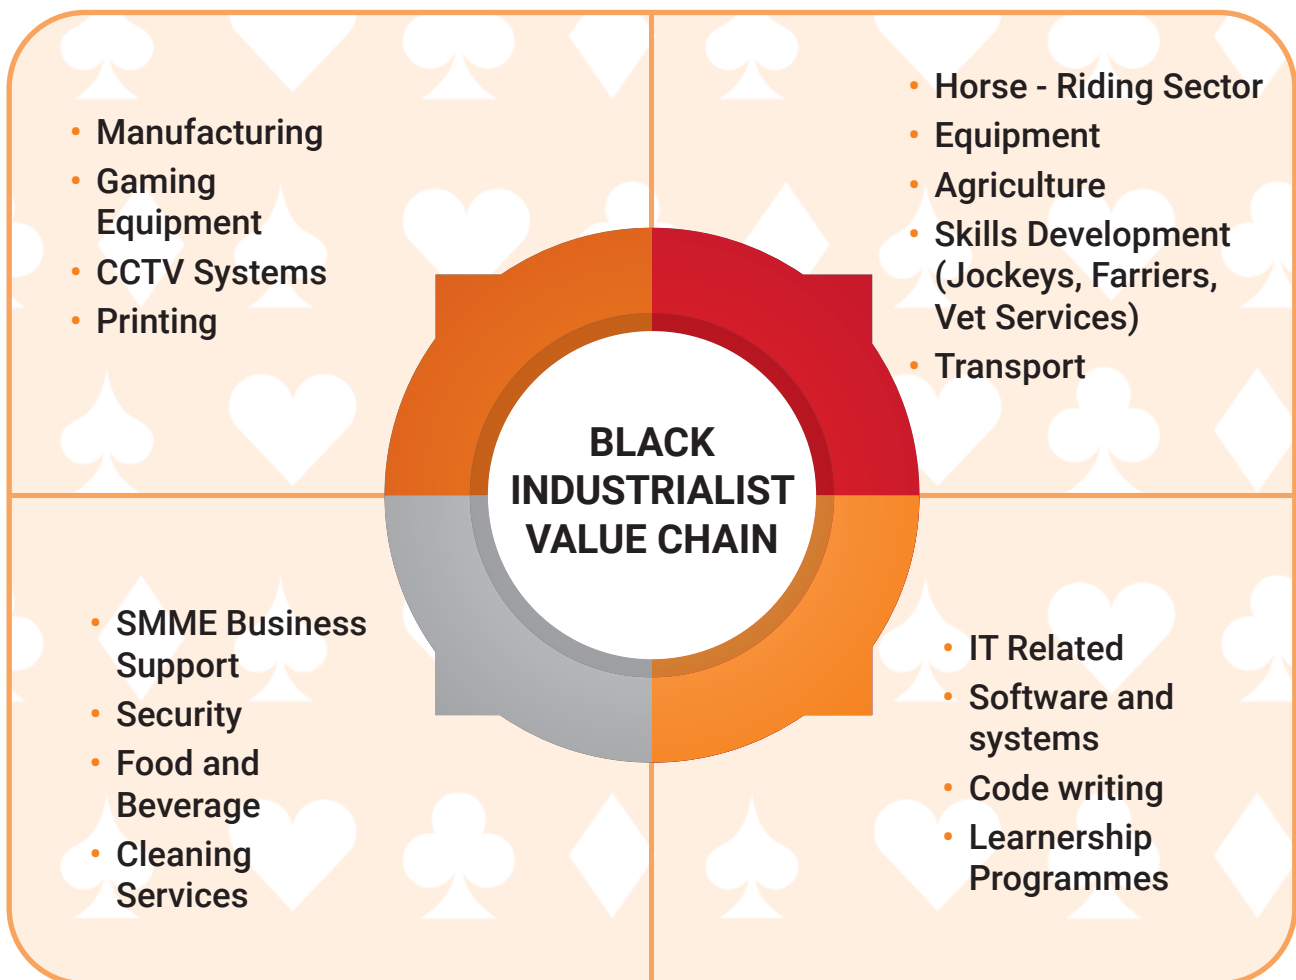 • Manufacturing
• Gaming
Equipment
• CCTV Systems
• Printing
• Horse - Riding Sector
• Equipment
• Agriculture
• Skills Development
(Jockeys, Farriers,
Vet Services)
• Transport
BLACK
INDUSTRIALIST
VALUE CHAIN
• SMME Business
Support
• Security
• Food and
Beverage
• Cleaning
Services
• IT Related
• Software and
systems
• Code writing
• Learnership
Programmes